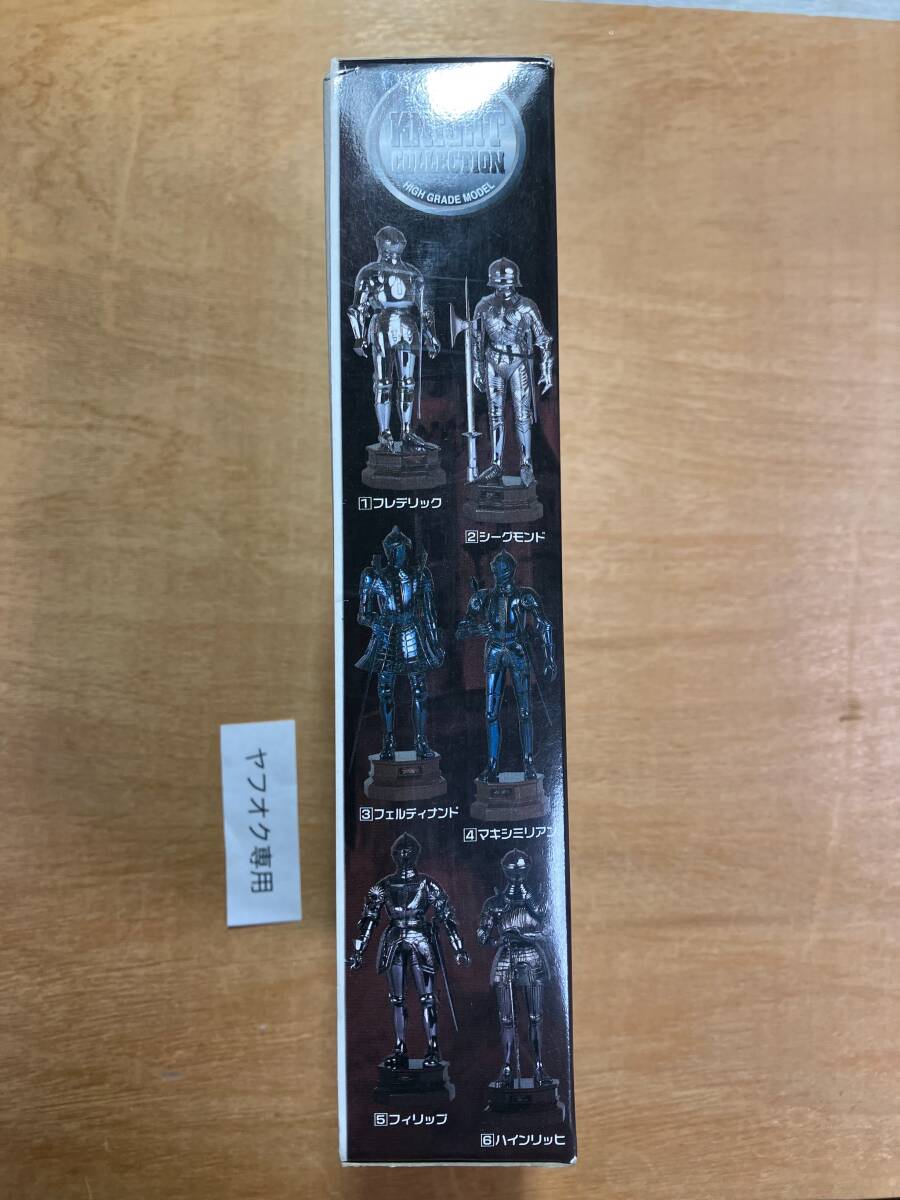 KNIGHT
COLLECTION
HIGH GRADE MODEL
1フレデリック
2シーグモンド
3フェルディナンド
4マキシミリアン
5フィリップ
6ハインリッヒ
ヤフオク専用